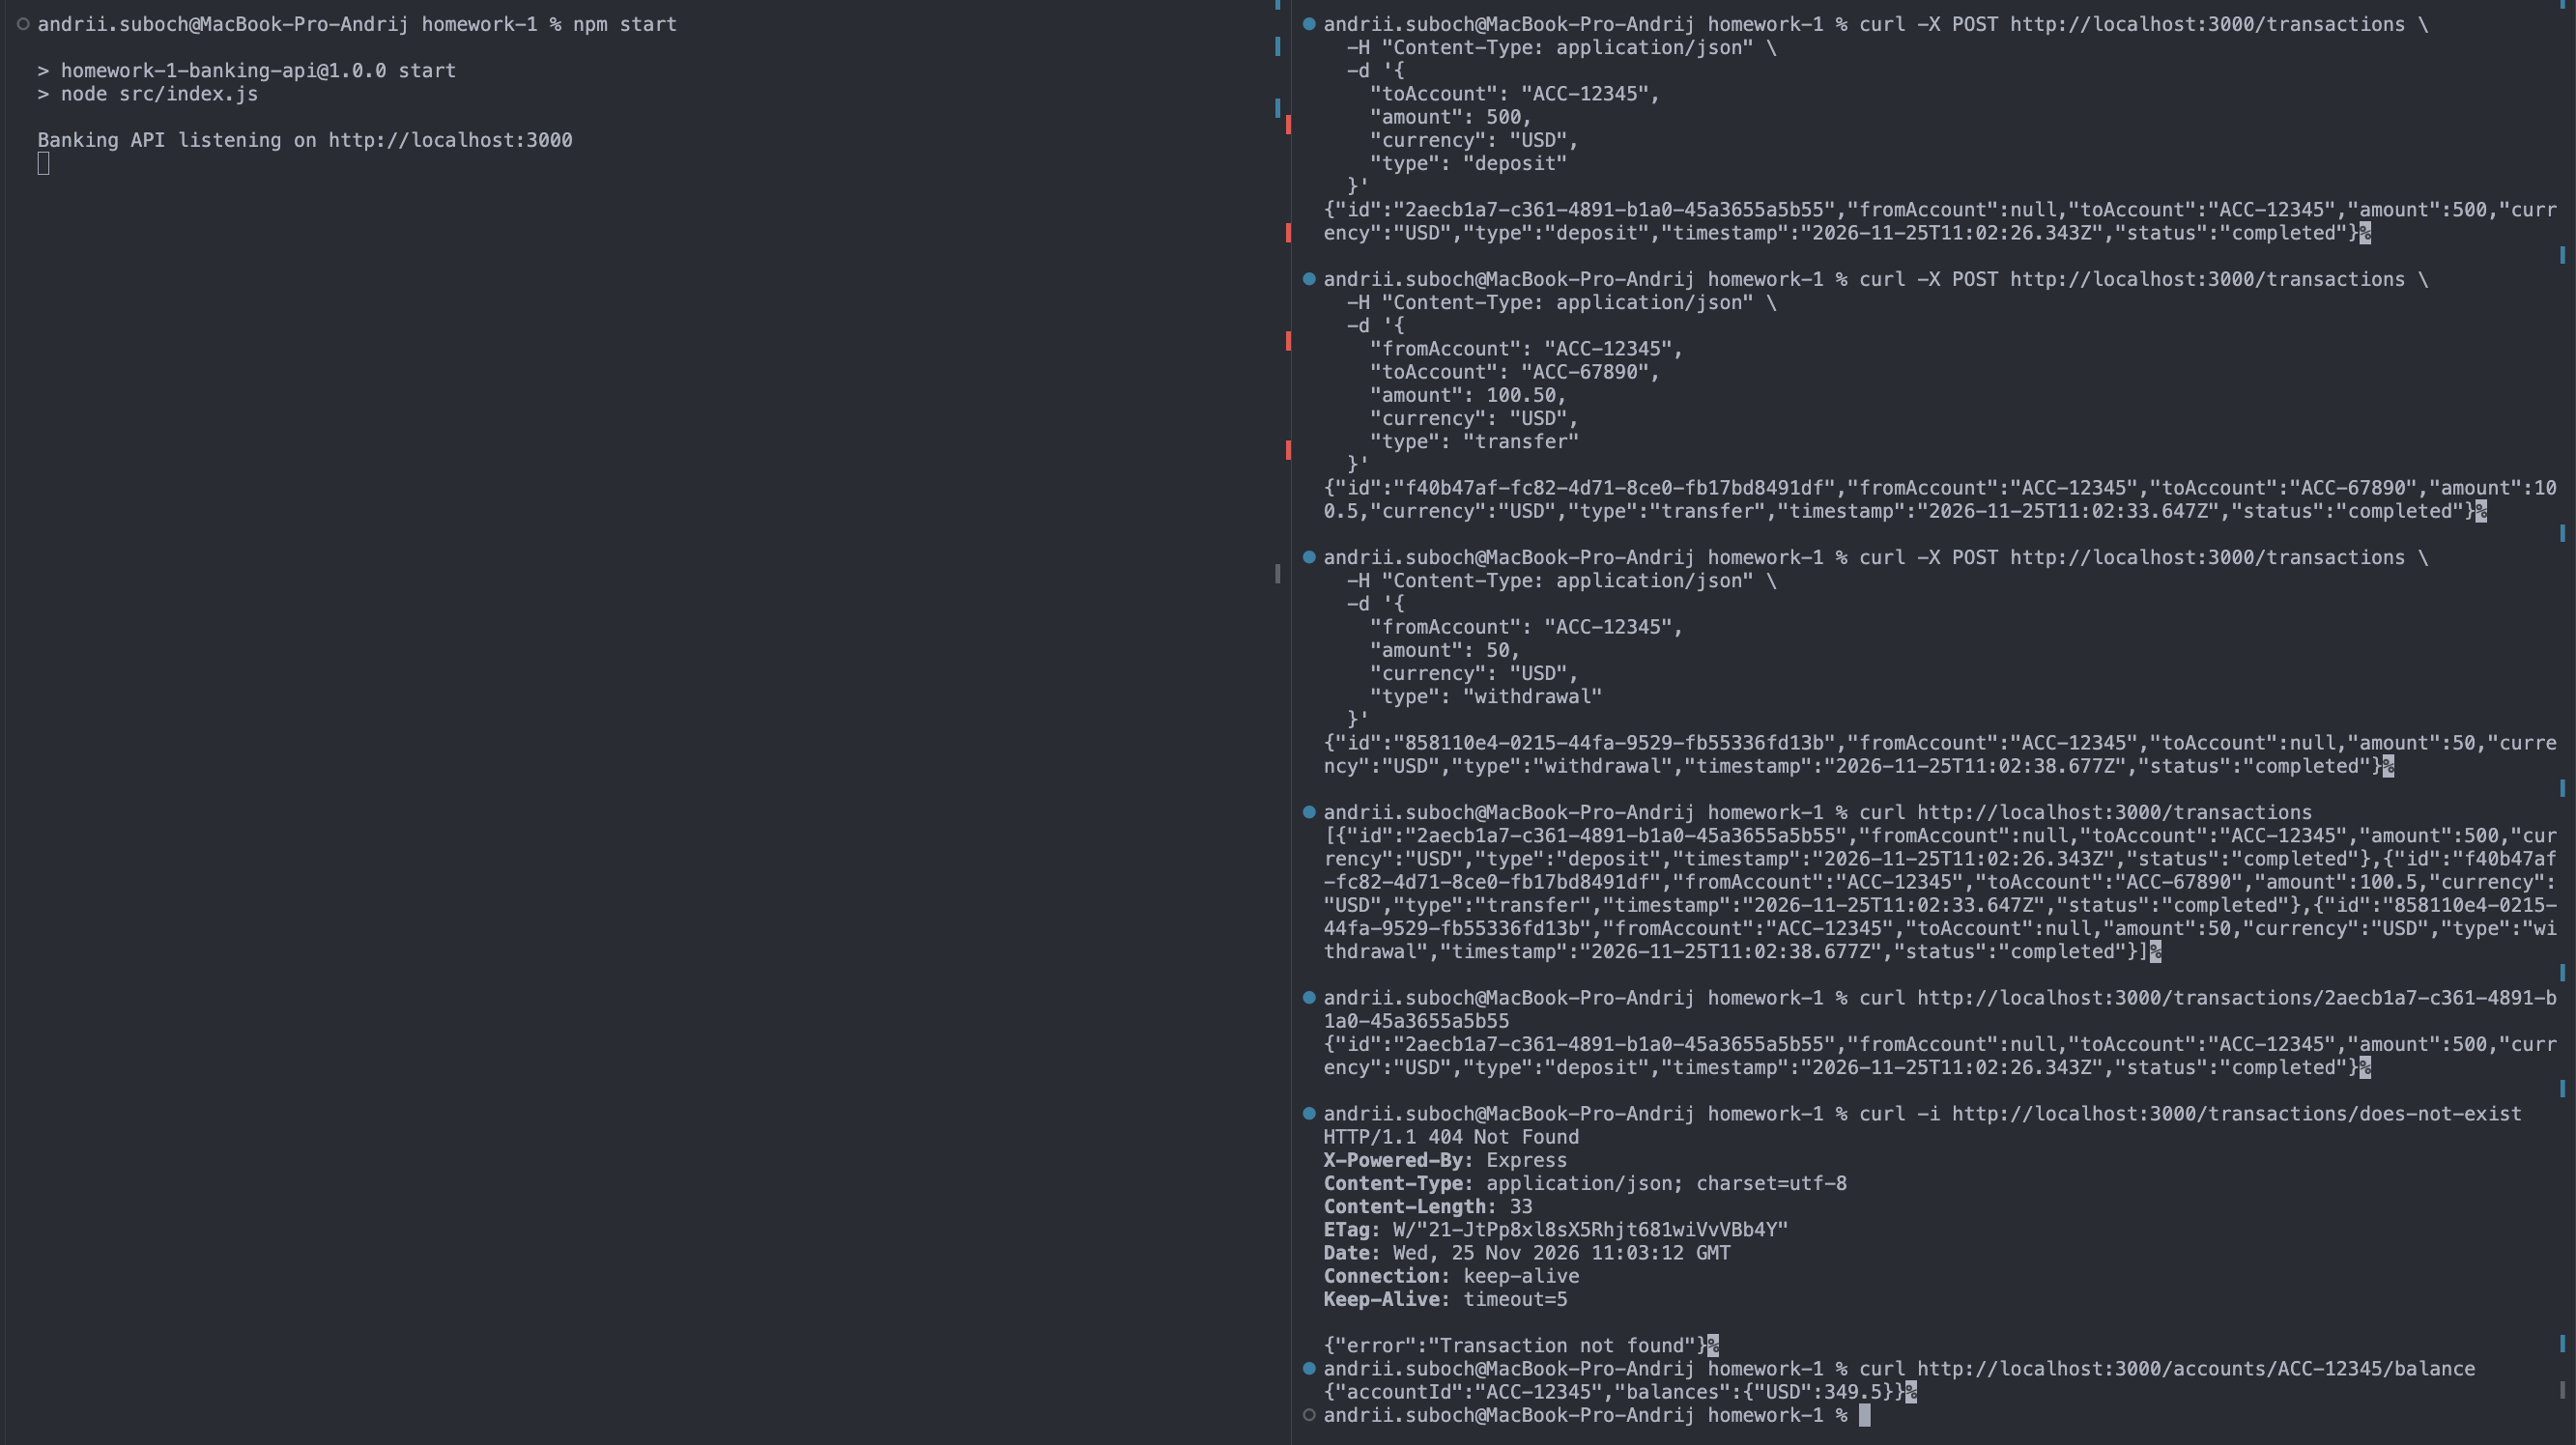 andrii.suboch@MacBook-Pro-Andrij homework-1 % npm start
> homework-1-banking-api@1.0.0 start
> node src/index.js
Banking API listening on http://localhost:3000
andrii.suboch@MacBook-Pro-Andrij homework-1 % curl -X POST http://localhost:3000/transactions \
-H "Content-Type: application/json" \
-d '{
"toAccount": "ACC-12345",
"amount": 500,
"currency": "USD",
"type": "deposit"
}'
{"id":"2aecb1a7-c361-4891-b1a0-45a3655a5b55","fromAccount":null,"toAccount":"ACC-12345","amount":500,"curr
ency":"USD","type":"deposit","timestamp":"2026-11-25T11:02:26.343Z","status":"completed"}%
andrii.suboch@MacBook-Pro-Andrij homework-1 % curl -X POST http://localhost:3000/transactions \
-H "Content-Type: application/json" \
-d '{
"fromAccount": "ACC-12345",
"toAccount": "ACC-67890",
"amount": 100.50,
"currency": "USD",
"type": "transfer"
}'
{"id":"f40b47af-fc82-4d71-8ce0-fb17bd8491df","fromAccount":"ACC-12345","toAccount":"ACC-67890","amount":10
0.5,"currency":"USD","type":"transfer","timestamp":"2026-11-25T11:02:33.647Z","status":"completed"}%
andrii.suboch@MacBook-Pro-Andrij homework-1 % curl -X POST http://localhost:3000/transactions \
-H "Content-Type: application/json" \
-d '{
"fromAccount": "ACC-12345",
"amount": 50,
"currency": "USD",
"type": "withdrawal"
}'
{"id":"858110e4-0215-44fa-9529-fb55336fd13b","fromAccount":"ACC-12345","toAccount":null,"amount":50,"curre
ncy":"USD","type":"withdrawal","timestamp":"2026-11-25T11:02:38.677Z","status":"completed"}%
andrii.suboch@MacBook-Pro-Andrij homework-1 % curl http://localhost:3000/transactions
[{"id":"2aecb1a7-c361-4891-b1a0-45a3655a5b55","fromAccount":null,"toAccount":"ACC-12345","amount":500,"cur
rency":"USD","type":"deposit","timestamp":"2026-11-25T11:02:26.343Z","status":"completed"},{"id":"f40b47af
-fc82-4d71-8ce0-fb17bd8491df","fromAccount":"ACC-12345","toAccount":"ACC-67890","amount":100.5,"currency":
"USD","type":"transfer","timestamp":"2026-11-25T11:02:33.647Z","status":"completed"},{"id":"858110e4-0215-
44fa-9529-fb55336fd13b","fromAccount":"ACC-12345","toAccount":null,"amount":50,"currency":"USD","type":"wi
thdrawal","timestamp":"2026-11-25T11:02:38.677Z","status":"completed"}]%
andrii.suboch@MacBook-Pro-Andrij homework-1 % curl http://localhost:3000/transactions/2aecb1a7-c361-4891-b
1a0-45a3655a5b55
{"id":"2aecb1a7-c361-4891-b1a0-45a3655a5b55","fromAccount":null,"toAccount":"ACC-12345","amount":500,"curr
ency":"USD","type":"deposit","timestamp":"2026-11-25T11:02:26.343Z","status":"completed"}%
andrii.suboch@MacBook-Pro-Andrij homework-1 % curl -i http://localhost:3000/transactions/does-not-exist
HTTP/1.1 404 Not Found
X-Powered-By: Express
Content-Type: application/json; charset=utf-8
Content-Length: 33
ETag: W/"21-JtPp8xl8sX5Rhjt681wiVvVBb4Y"
Date: Wed, 25 Nov 2026 11:03:12 GMT
Connection: keep-alive
Keep-Alive: timeout=5
{"error":"Transaction not found"}%
andrii.suboch@MacBook-Pro-Andrij homework-1 % curl http://localhost:3000/accounts/ACC-12345/balance
{"accountId":"ACC-12345","balances":{"USD":349.5}}%
andrii.suboch@MacBook-Pro-Andrij homework-1 %